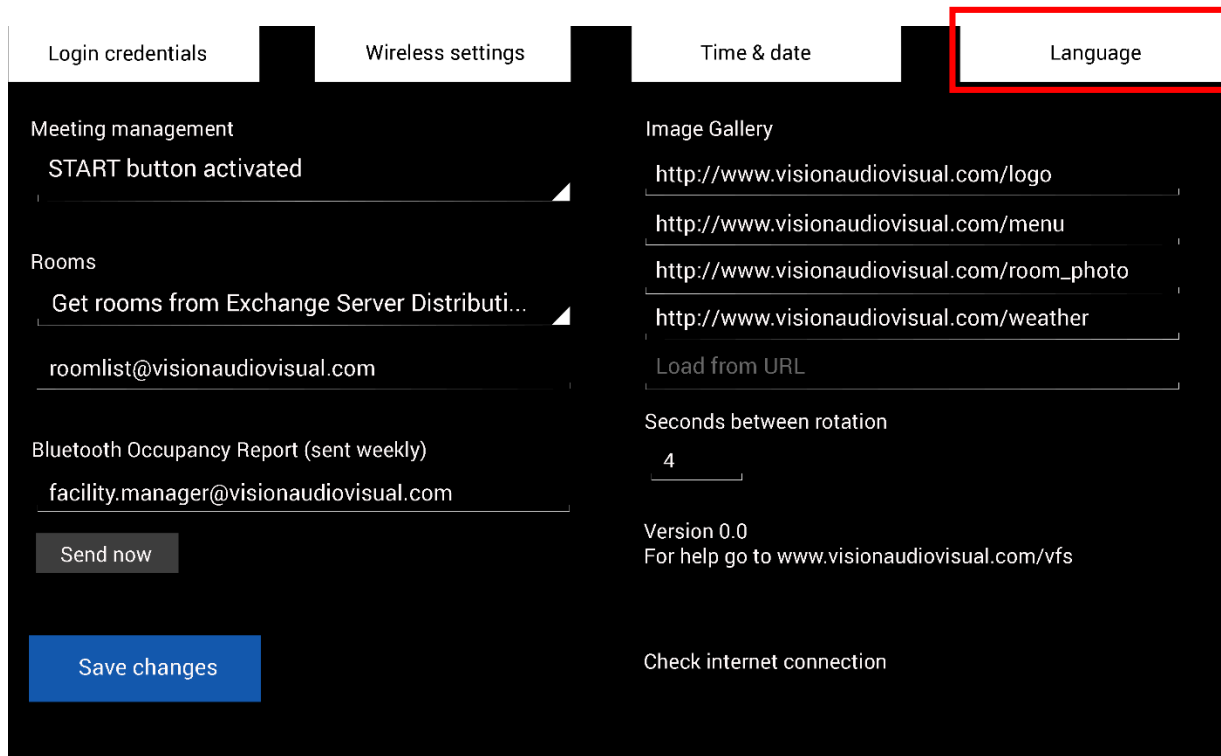 Login credentials
Wireless settings
Time & date
Language
Meeting management
START button activated
Rooms
Get rooms from Exchange Server Distributi...
roomlist@visionaudiovisual.com
Bluetooth Occupancy Report (sent weekly)
facility.manager@visionaudiovisual.com
Send now
Save changes
Image Gallery
http://www.visionaudiovisual.com/logo
http://www.visionaudiovisual.com/menu
http://www.visionaudiovisual.com/room_photo
http://www.visionaudiovisual.com/weather
Load from URL
Seconds between rotation
4
Version 0.0
For help go to www.visionaudiovisual.com/vfs
Check internet connection